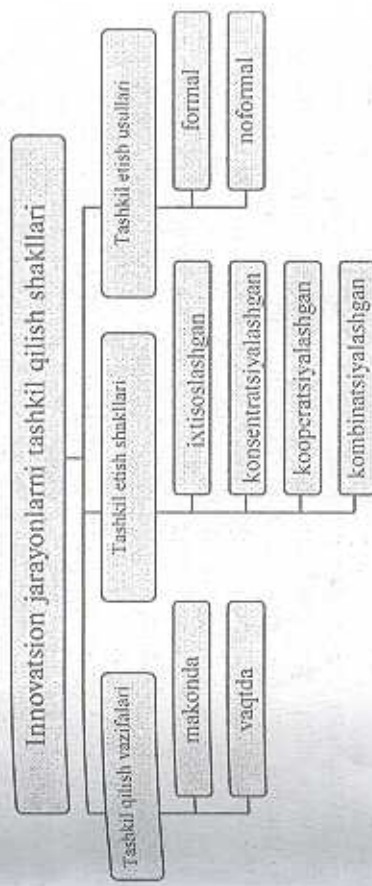 Innovatsion jarayonlarni tashkil qilish shakllari
Tashkil qilish vazifalari
makonda
vaqtda
Tashkil etish shakllari
ixtisoslashgan
konsentratsiyalashgan
kooperatsiyalashgan
kombinatsiyalashgan
Tashkil etish usullari
formal
noformal